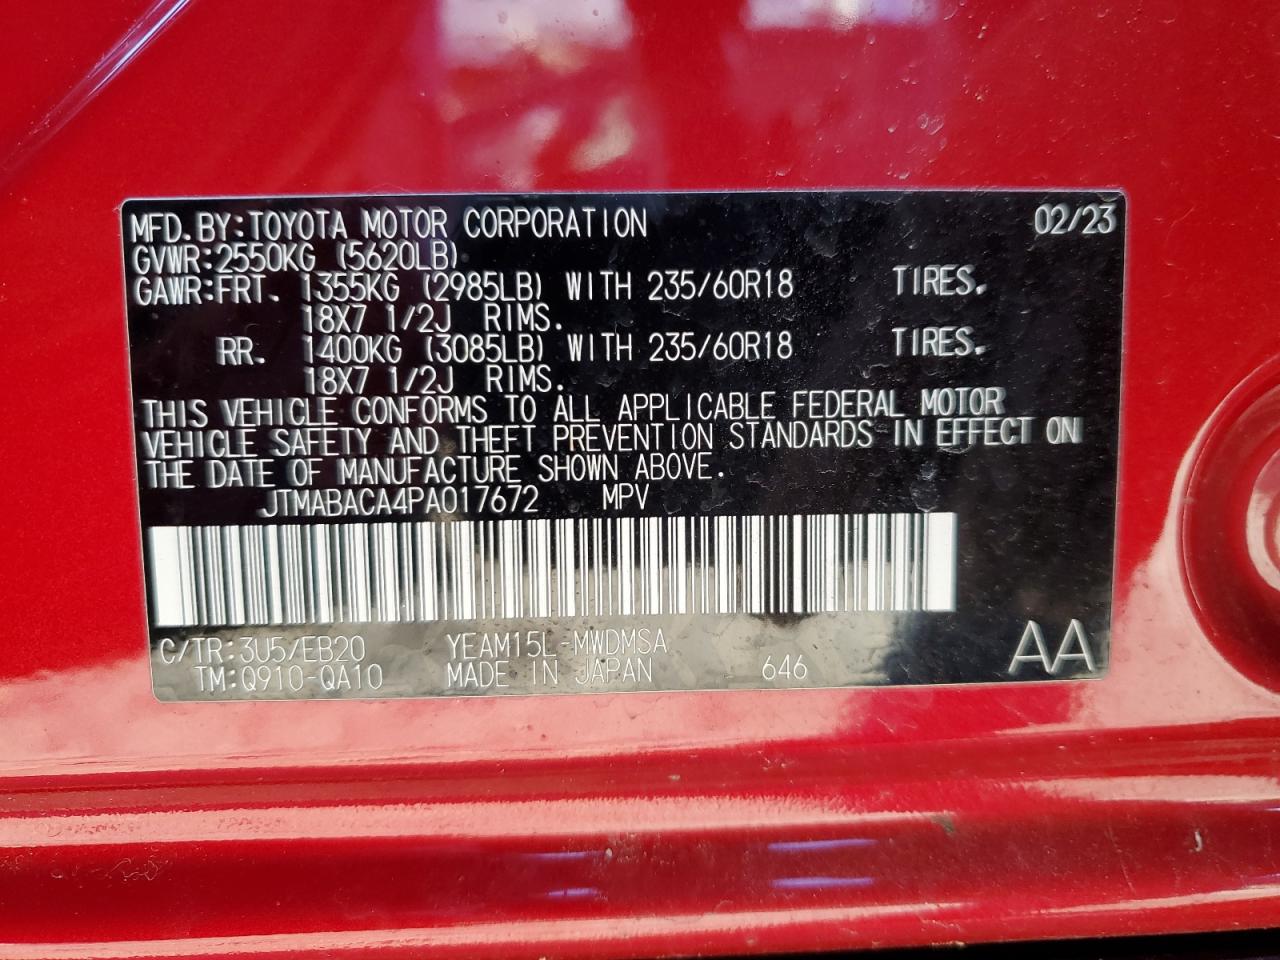 MFD.BY:TOYOTA MOTOR CORPORATION 02/23
GVWR:2550KG (5620LB)
GAWR:FRT. 1355KG (2985LB) WITH 235/60R18 TIRES.
18X7 1/2J RIMS.
RR. 1400KG (3085LB) WITH 235/60R18 TIRES.
18X7 1/2J RIMS.
THIS VEHICLE CONFORMS TO ALL APPLICABLE FEDERAL MOTOR
VEHICLE SAFETY AND THEFT PREVENTION STANDARDS IN EFFECT ON
THE DATE OF MANUFACTURE SHOWN ABOVE.
JTMABACA4PA017672 MPV
C/TR:3U5/EB20 YEAM15L-MWDMSA AA
TM:Q910-QA10 MADE IN JAPAN 646